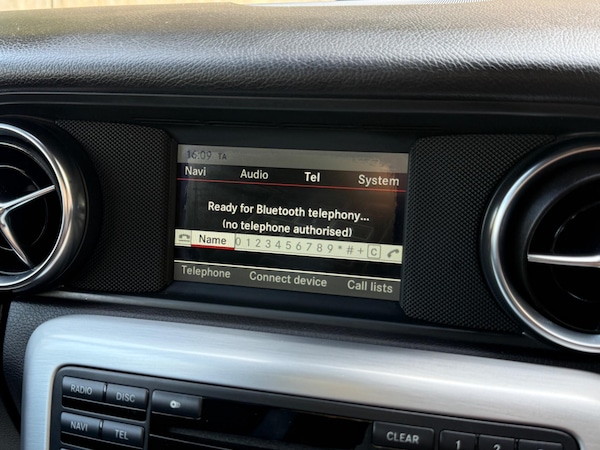 16:09 TA
Navi Audio Tel System
Ready for Bluetooth telephony...
(no telephone authorised)
Name 0 1 2 3 4 5 6 7 8 9 * # + C
Telephone Connect device Call lists
RADIO DISC
NAVI TEL
CLEAR 1 2